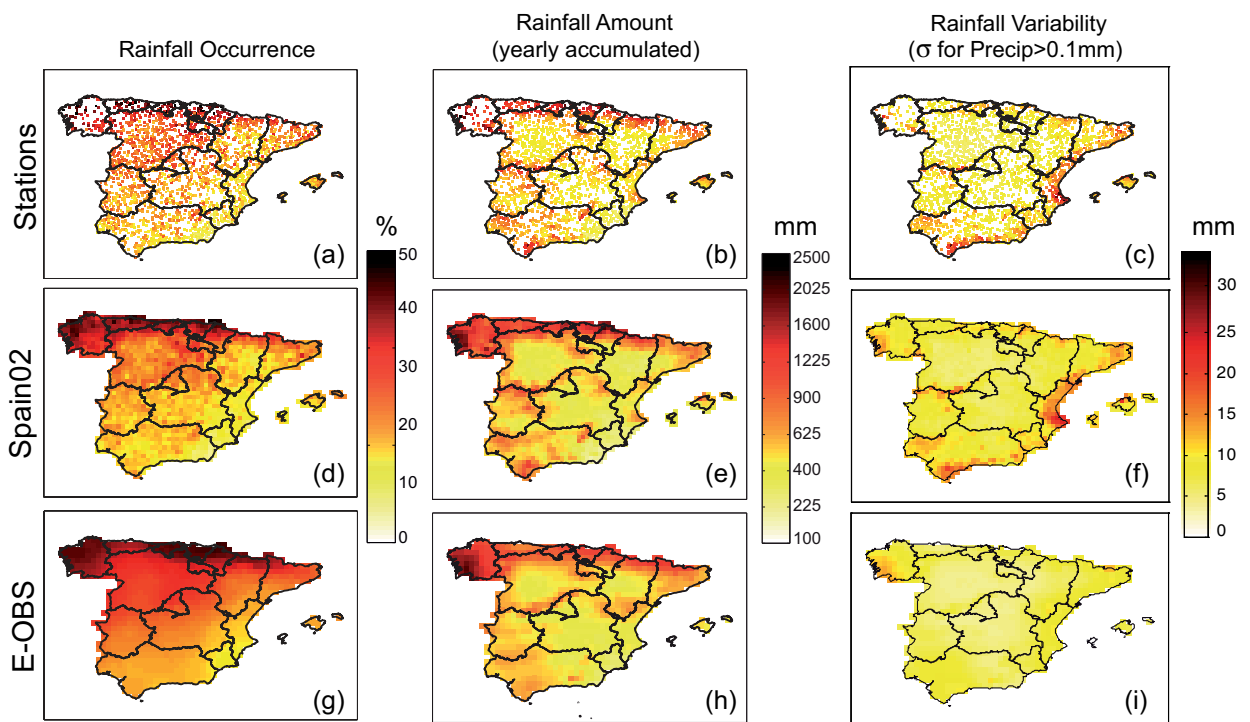 Rainfall Occurrence
Rainfall Amount
(yearly accumulated)
Rainfall Variability
(σ for Precip>0.1mm)
Stations
(a)
(b)
(c)
%
50
40
30
20
10
0
mm
2500
2025
1600
1225
900
625
400
225
100
mm
30
25
20
15
10
5
0
Spain02
(d)
(e)
(f)
E-OBS
(g)
(h)
(i)